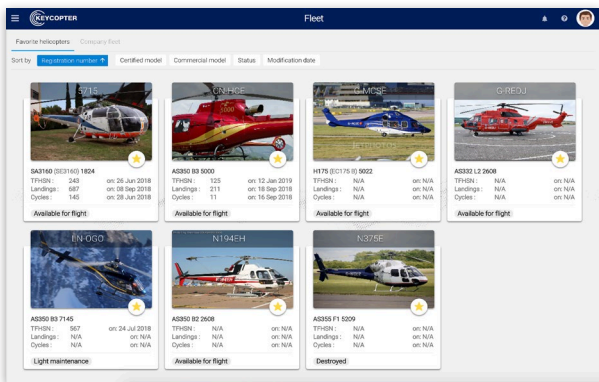 KEYCOPTER
Fleet
Favorite helicopters Company fleet
Sort by Registration number ↑ Certified model Commercial model Status Modification date
5715
SA3160 (SE3160) 1824
TFHSN : 243 on: 26 Jun 2018
Landings : 687 on: 08 Sep 2018
Cycles : 145 on: 28 Jun 2018
Available for flight
CN-HCE
AS350 B3 5000
TFHSN : 125 on: 12 Jan 2019
Landings : 211 on: 18 Sep 2018
Cycles : 11 on: 16 Sep 2018
Available for flight
G-MCSE
H175 (EC175 B) 5022
TFHSN : N/A on: N/A
Landings : N/A on: N/A
Cycles : N/A on: N/A
Available for flight
G-REDJ
AS332 L2 2608
TFHSN : N/A on: N/A
Landings : N/A on: N/A
Cycles : N/A on: N/A
Available for flight
LN-OGO
AS350 B3 7145
TFHSN : 567 on: 24 Jul 2018
Landings : N/A on: N/A
Cycles : N/A on: N/A
Light maintenance
N194EH
AS350 B2 2608
TFHSN : N/A on: N/A
Landings : N/A on: N/A
Cycles : N/A on: N/A
Available for flight
N375E
AS355 F1 5209
TFHSN : N/A on: N/A
Landings : N/A on: N/A
Cycles : N/A on: N/A
Destroyed